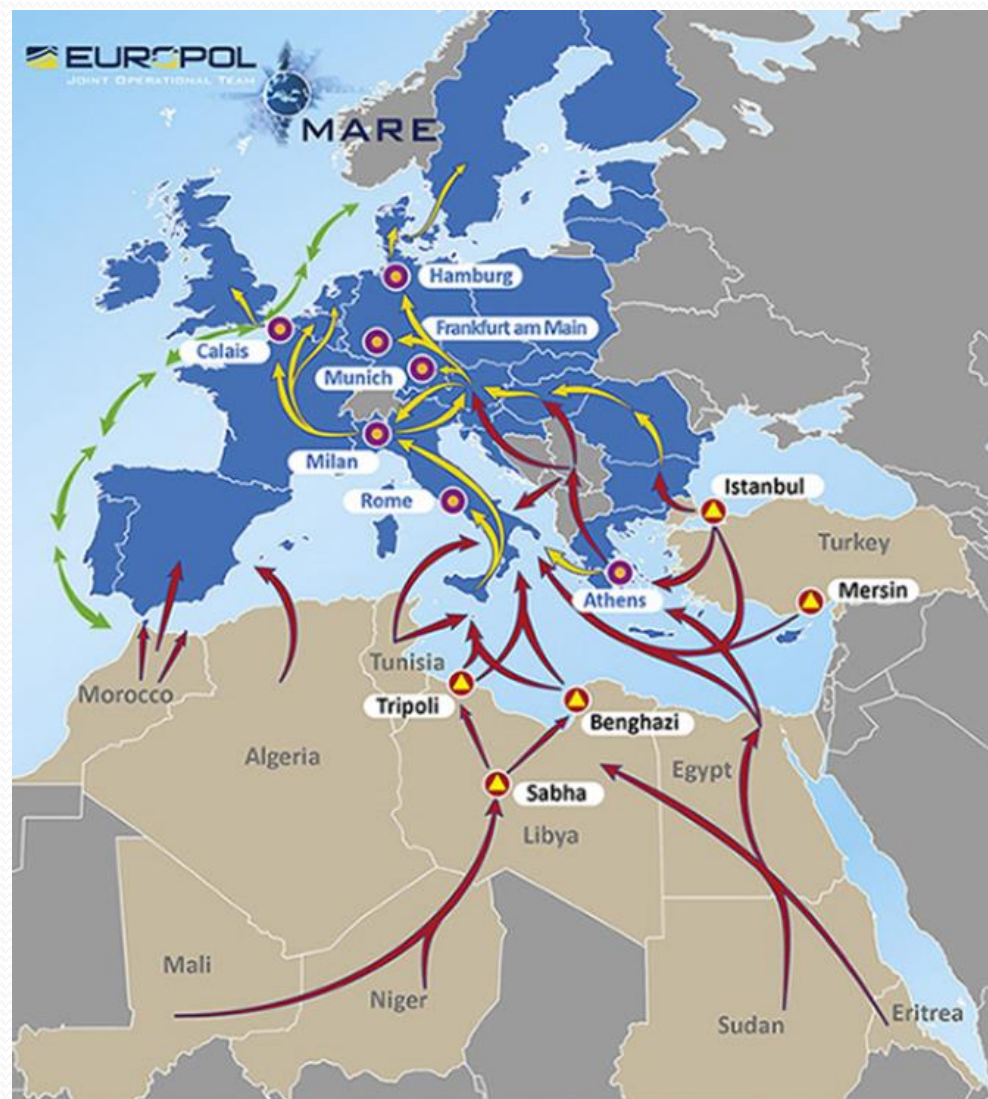 EUROPOL
JOINT OPERATIONAL TEAM
MARE
Hamburg
Frankfurt am Main
Calais
Munich
Milan
Rome
Istanbul
Turkey
Athens
Mersin
Tunisia
Morocco
Tripoli
Benghazi
Algeria
Egypt
Sabha
Libya
Mali
Niger
Sudan
Eritrea